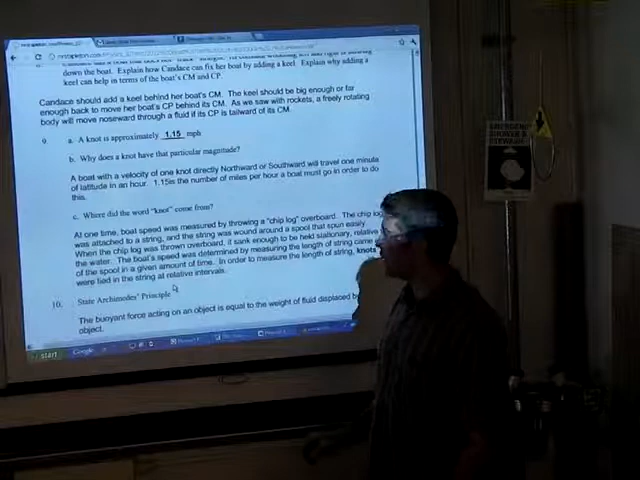 down the boat. Explain how Candace can fix her boat by adding a keel. Explain why adding a
keel can help in terms of the boat's CM and CP.
Candace should add a keel behind her boat's CM. The keel should be big enough or far
enough back to move her boat's CP behind its CM. As we saw with rockets, a freely rotating
body will move noseward through a fluid if its CP is tailward of its CM.
9. a. A knot is approximately 1.15 mph
b. Why does a knot have that particular magnitude?
A boat with a velocity of one knot directly Northward or Southward will travel one minute
of latitude in an hour. 1.15is the number of miles per hour a boat must go in order to do
this.
c. Where did the word "knot" come from?
At one time, boat speed was measured by throwing a "chip log" overboard. The chip log
was attached to a string, and the string was wound around a spool that spun easily.
When the chip log was thrown overboard, it sank enough to be held stationary, relative
the water. The boat's speed was determined by measuring the length of string came
of the spool in a given amount of time. In order to measure the length of string, knots
were tied in the string at relative intervals.
10. State Archimedes' Principle
The buoyant force acting on an object is equal to the weight of fluid displaced by
object.
start
Google
EMERGENCY
SHOWER